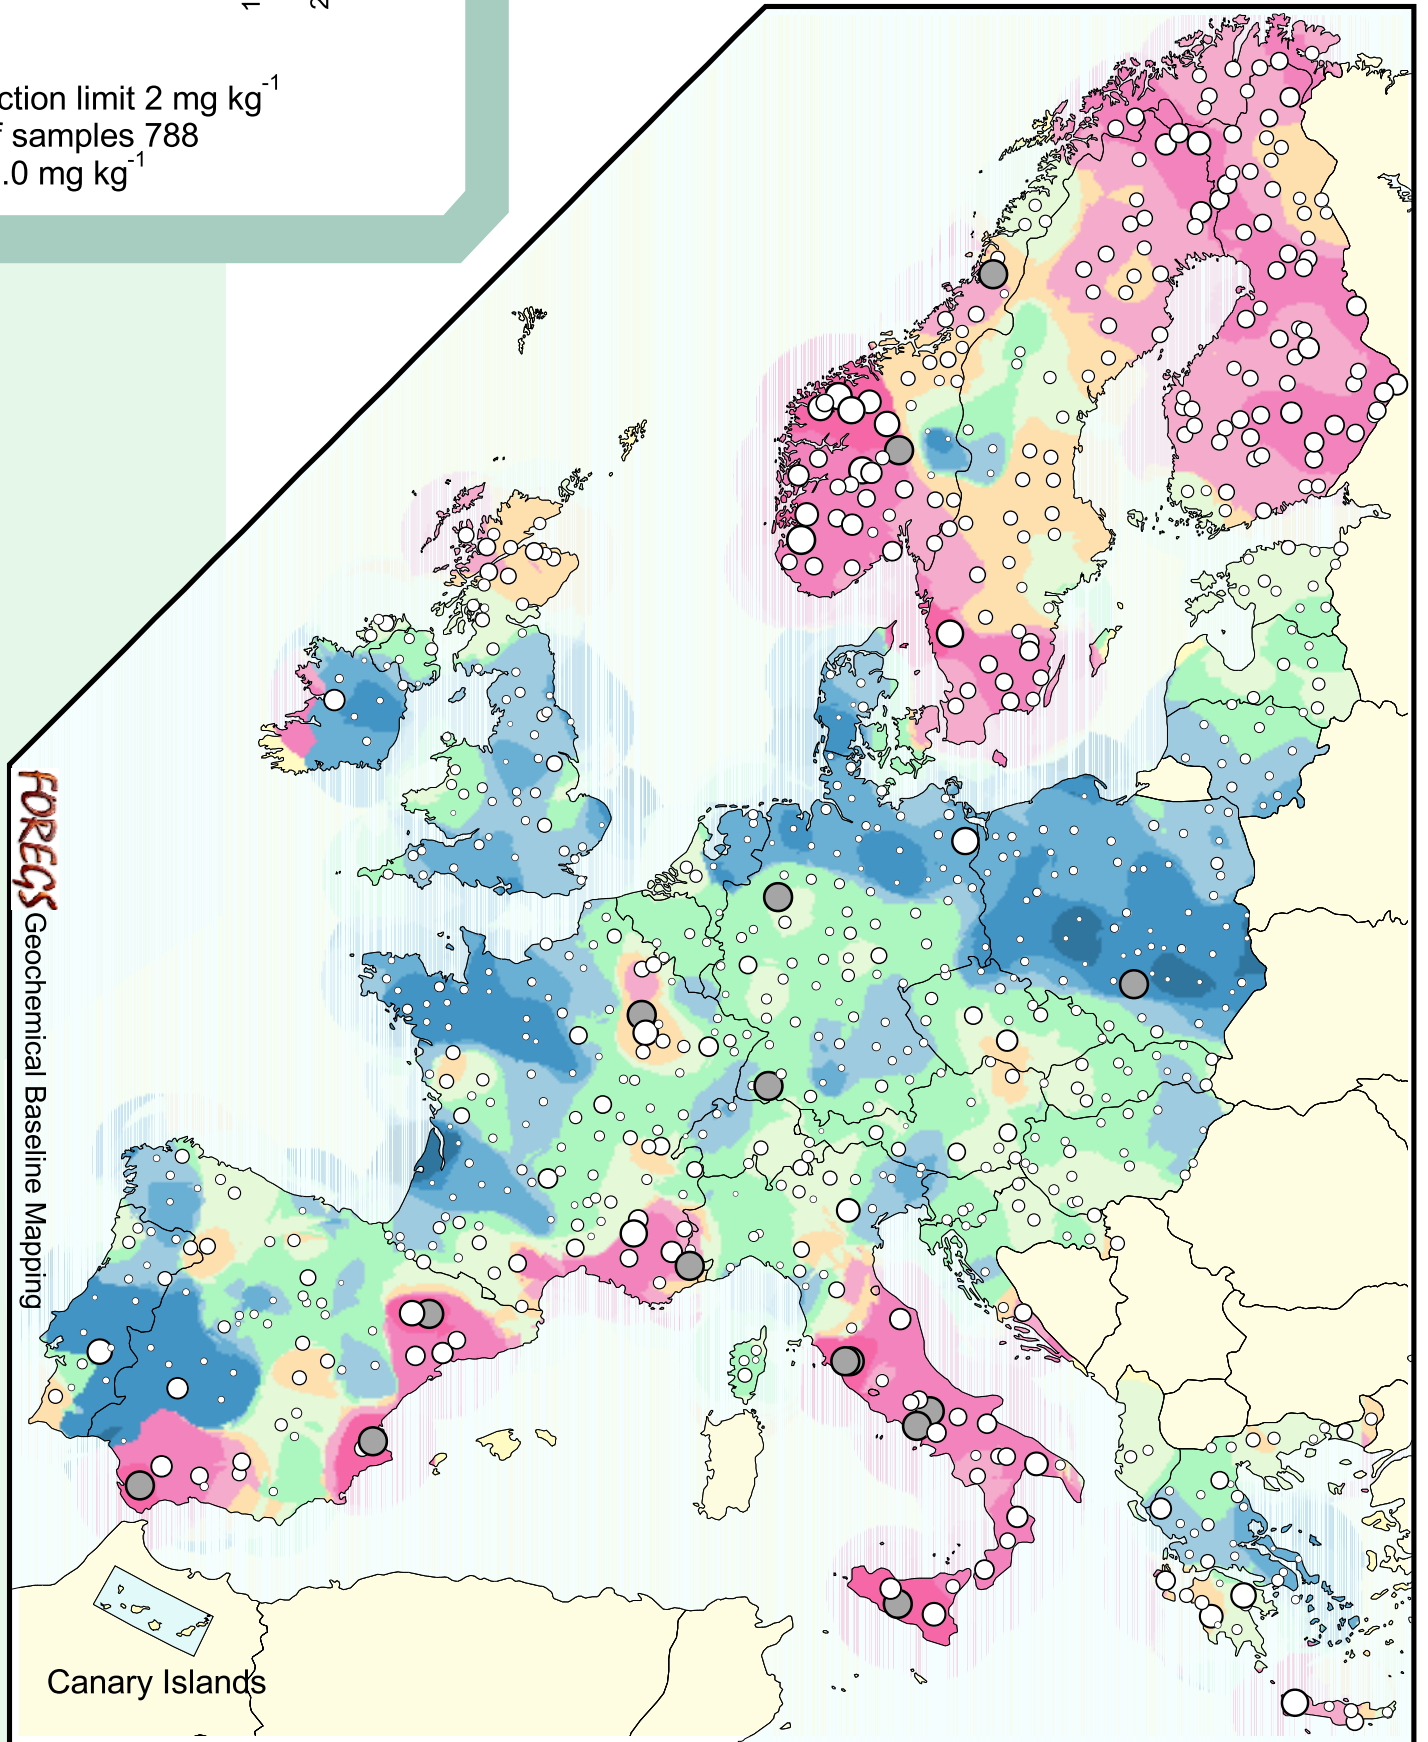 ction limit 2 mg kg-1
f samples 788
.0 mg kg-1
FOREGS Geochemical Baseline Mapping
Canary Islands